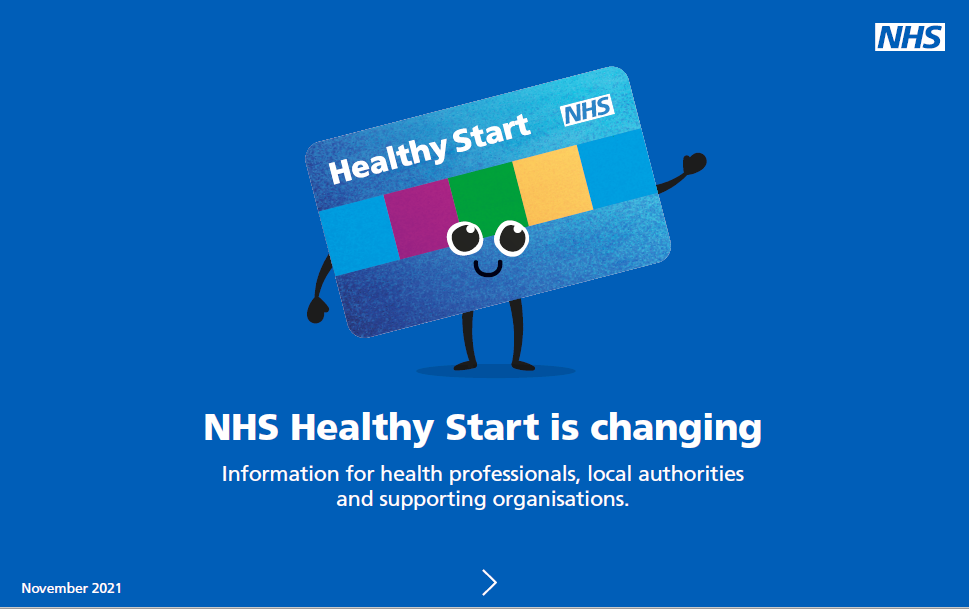 NHS
Healthy Start
NHS
NHS Healthy Start is changing
Information for health professionals, local authorities
and supporting organisations.
November 2021